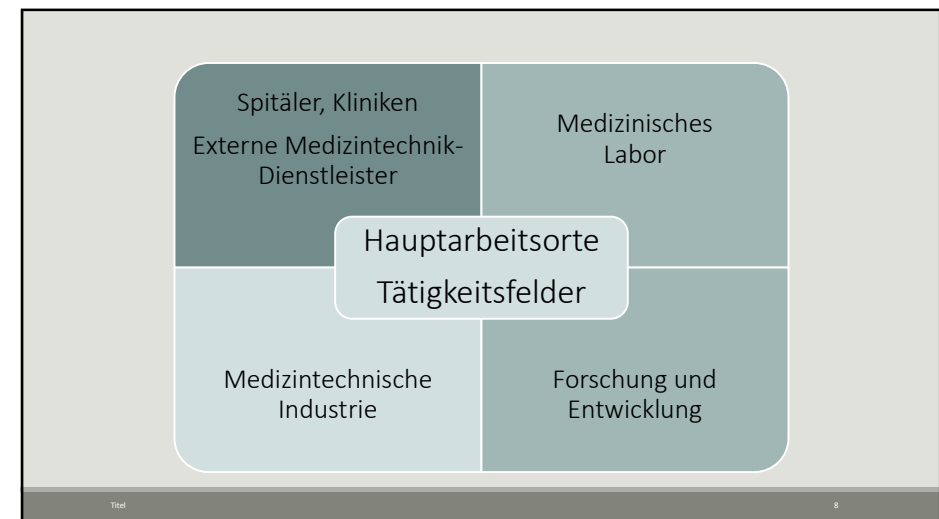 Spitäler, Kliniken
Externe Medizintechnik-
Dienstleister
Medizinisches
Labor
Hauptarbeitsorte
Tätigkeitsfelder
Medizintechnische
Industrie
Forschung und
Entwicklung
Titel
8